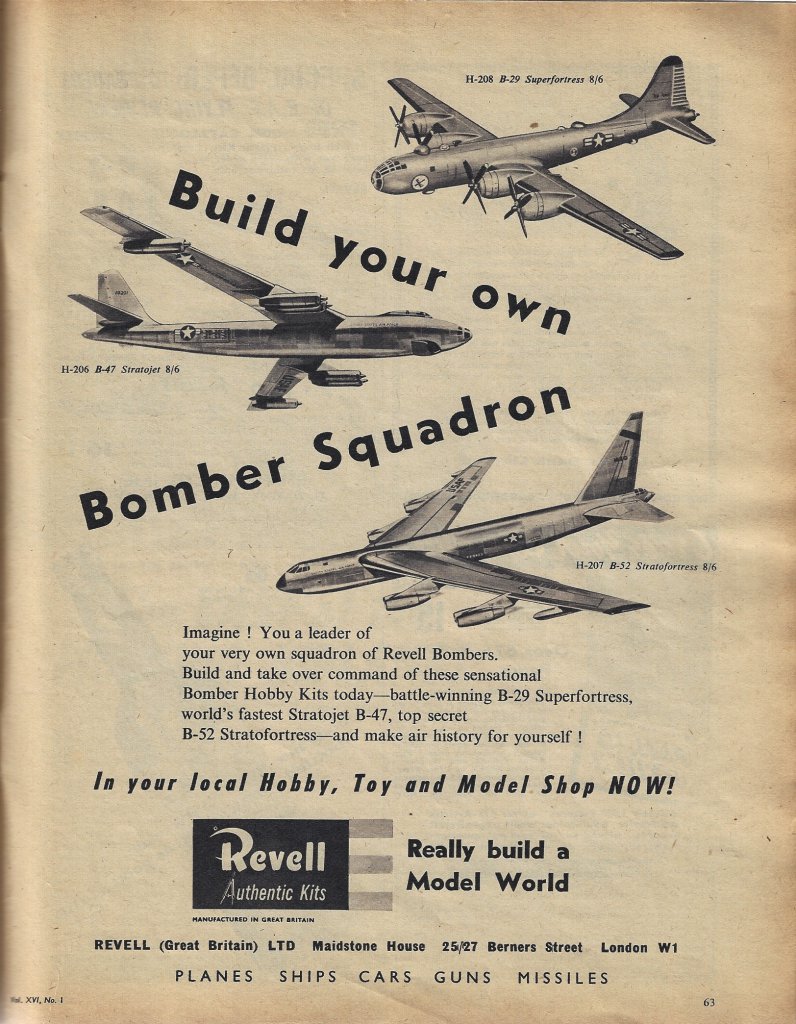 H-208 B-29 Superfortress 8/6
Build your own
H-206 B-47 Stratojet 8/6
Bomber Squadron
H-207 B-52 Stratofortress 8/6
Imagine ! You a leader of
your very own squadron of Revell Bombers.
Build and take over command of these sensational
Bomber Hobby Kits today—battle-winning B-29 Superfortress,
world's fastest Stratojet B-47, top secret
B-52 Stratofortress—and make air history for yourself !
In your local Hobby, Toy and Model Shop NOW!
Revell
Authentic Kits
MANUFACTURED IN GREAT BRITAIN
Really build a
Model World
REVELL (Great Britain) LTD Maidstone House 25/27 Berners Street London W1
PLANES SHIPS CARS GUNS MISSILES
Vol. XVI, No. 1
63